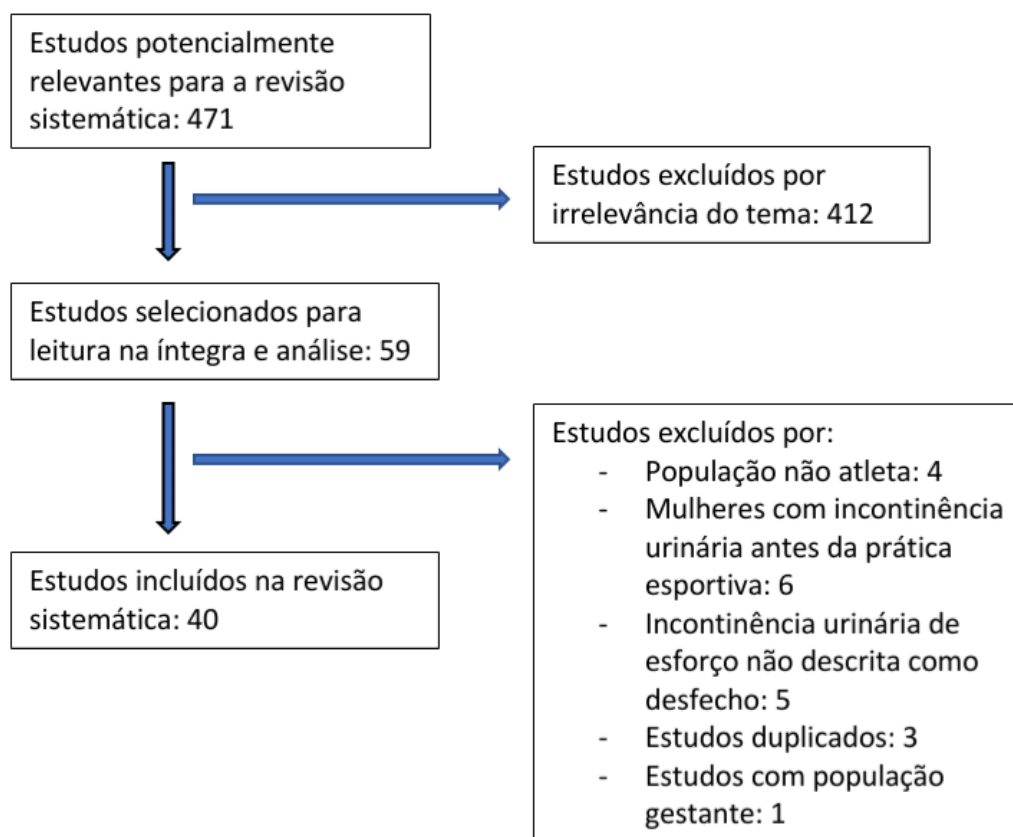 Estudos potencialmente
relevantes para a revisão
sistemática: 471
Estudos excluídos por
irrelevância do tema: 412
Estudos selecionados para
leitura na íntegra e análise: 59
Estudos excluídos por:
- População não atleta: 4
- Mulheres com incontinência
urinária antes da prática
esportiva: 6
- Incontinência urinária de
esforço não descrita como
desfecho: 5
- Estudos duplicados: 3
- Estudos com população
gestante: 1
Estudos incluídos na revisão
sistemática: 40